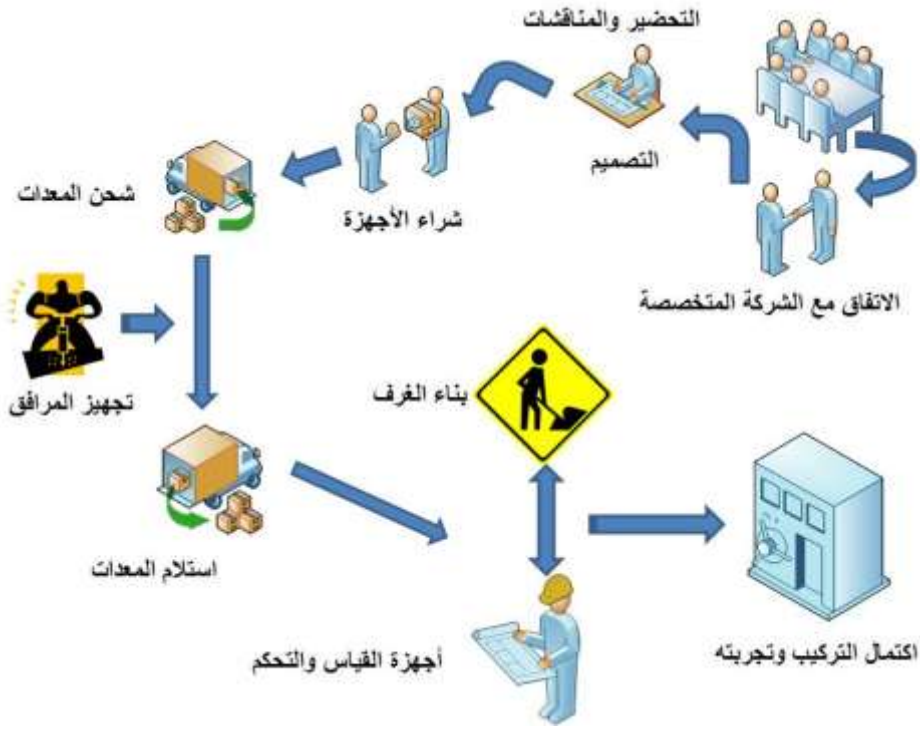 التحضير والمناقشات
الاتفاق مع الشركة المتخصصة
التصميم
شراء الأجهزة
شحن المعدات
تجهيز المرافق
استلام المعدات
بناء الغرف
أجهزة القياس والتحكم
اكتمال التركيب وتجربته